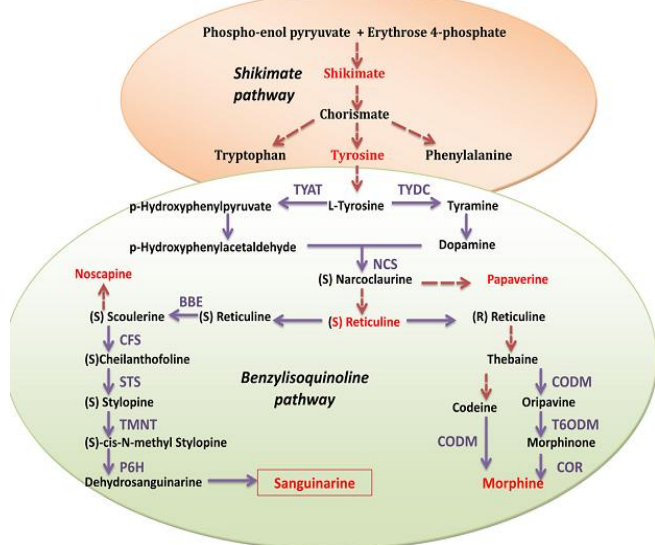 Phospho-enol pyryuvate + Erythrose 4-phosphate
Shikimate
Shikimate
pathway
Chorismate
Tryptophan
Tyrosine
Phenylalanine
TYAT
TYDC
p-Hydroxyphenylpyruvate
L-Tyrosine
Tyramine
p-Hydroxyphenylacetaldehyde
Dopamine
NCS
Noscapine
(S) Narcoclaurine
Papaverine
BBE
(S) Scoulerine
(S) Reticuline
(S) Reticuline
(R) Reticuline
CFS
(S)Cheilanthofoline
Thebaine
STS
Benzylisoquinoline
pathway
CODM
(S) Stylopine
Codeine
Oripavine
TMNT
CODM
T6ODM
(S)-cis-N-methyl Stylopine
Morphinone
P6H
COR
Dehydrosanguinarine
Sanguinarine
Morphine